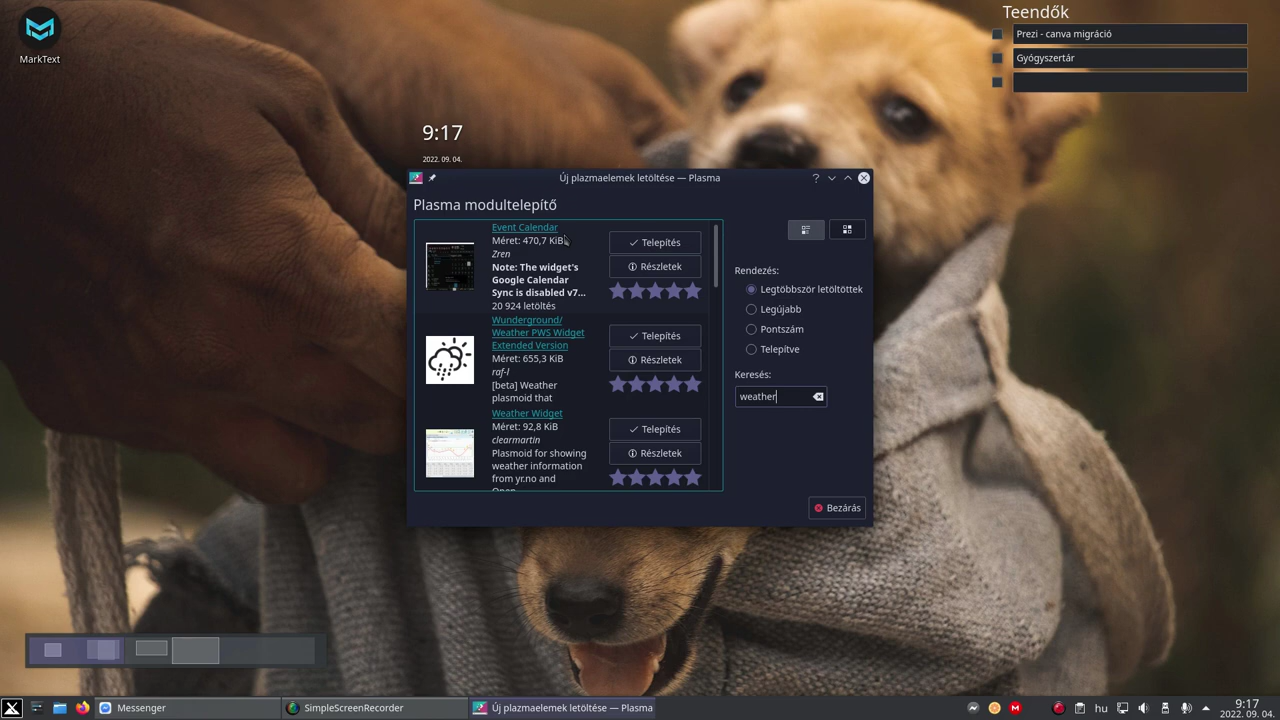 MarkText
Teendők
Prezi - canva migráció
Gyógyszertár
9:17
2022. 09. 04.
Új plazmaelemek letöltése — Plasma
Plasma modultelepítő
Event Calendar
Méret: 470,7 KiB
Zren
Note: The widget's
Google Calendar
Sync is disabled v7...
20 924 letöltés
Telepítés
Részletek
Wunderground/
Weather PWS Widget
Extended Version
Méret: 655,3 KiB
raf-l
[beta] Weather
plasmoid that
Telepítés
Részletek
Weather Widget
Méret: 92,8 KiB
clearmartin
Plasmoid for showing
weather information
from yr.no and
Open
Telepítés
Részletek
Rendezés:
Legtöbbször letöltöttek
Legújabb
Pontszám
Telepítve
Keresés:
weather
Bezárás
Messenger
SimpleScreenRecorder
Új plazmaelemek letöltése — Plasma
hu
9:17
2022. 09. 04.